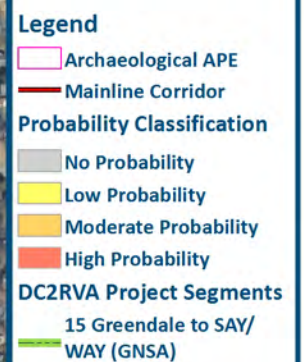 Legend
Archaeological APE
Mainline Corridor
Probability Classification
No Probability
Low Probability
Moderate Probability
High Probability
DC2RVA Project Segments
15 Greendale to SAY/
WAY (GNSA)